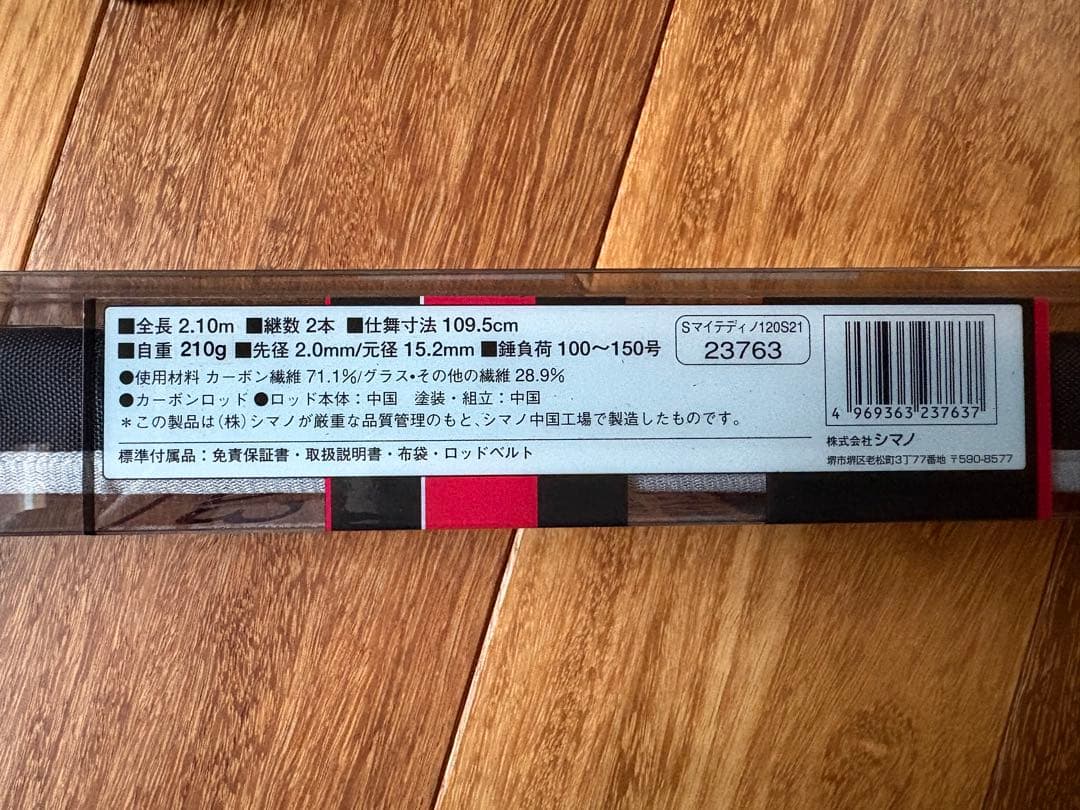 ■全長 2.10m ■継数 2本 ■仕舞寸法 109.5cm
■自重 210g ■先径 2.0mm/元径 15.2mm ■錘負荷 100〜150号
●使用材料 カーボン繊維 71.1%/グラス・その他の繊維 28.9%
●カーボンロッド ●ロッド本体：中国　塗装・組立：中国
＊この製品は(株)シマノが厳重な品質管理のもと、シマノ中国工場で製造したものです。
標準付属品：免責保証書・取扱説明書・布袋・ロッドベルト
Sマイテディノ120S21
23763
4 969363 237637
株式会社シマノ
堺市堺区老松町3丁77番地 〒590-8577